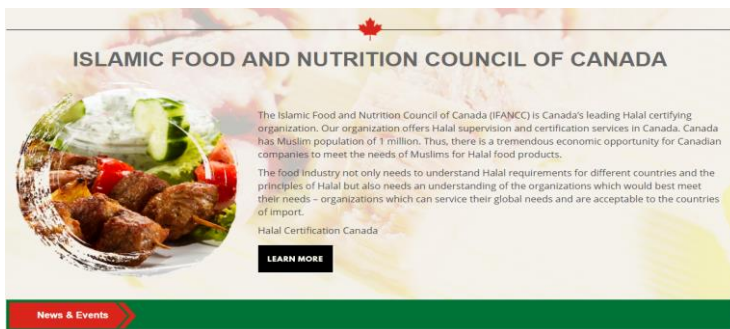 ISLAMIC FOOD AND NUTRITION COUNCIL OF CANADA
The Islamic Food and Nutrition Council of Canada (IFANCC) is Canada's leading Halal certifying
organization. Our organization offers Halal supervision and certification services in Canada. Canada
has Muslim population of 1 million. Thus, there is a tremendous economic opportunity for Canadian
companies to meet the needs of Muslims for Halal food products.
The food industry not only needs to understand Halal requirements for different countries and the
principles of Halal but also needs an understanding of the organizations which would best meet
their needs – organizations which can service their global needs and are acceptable to the countries
of import.
Halal Certification Canada
LEARN MORE
News & Events